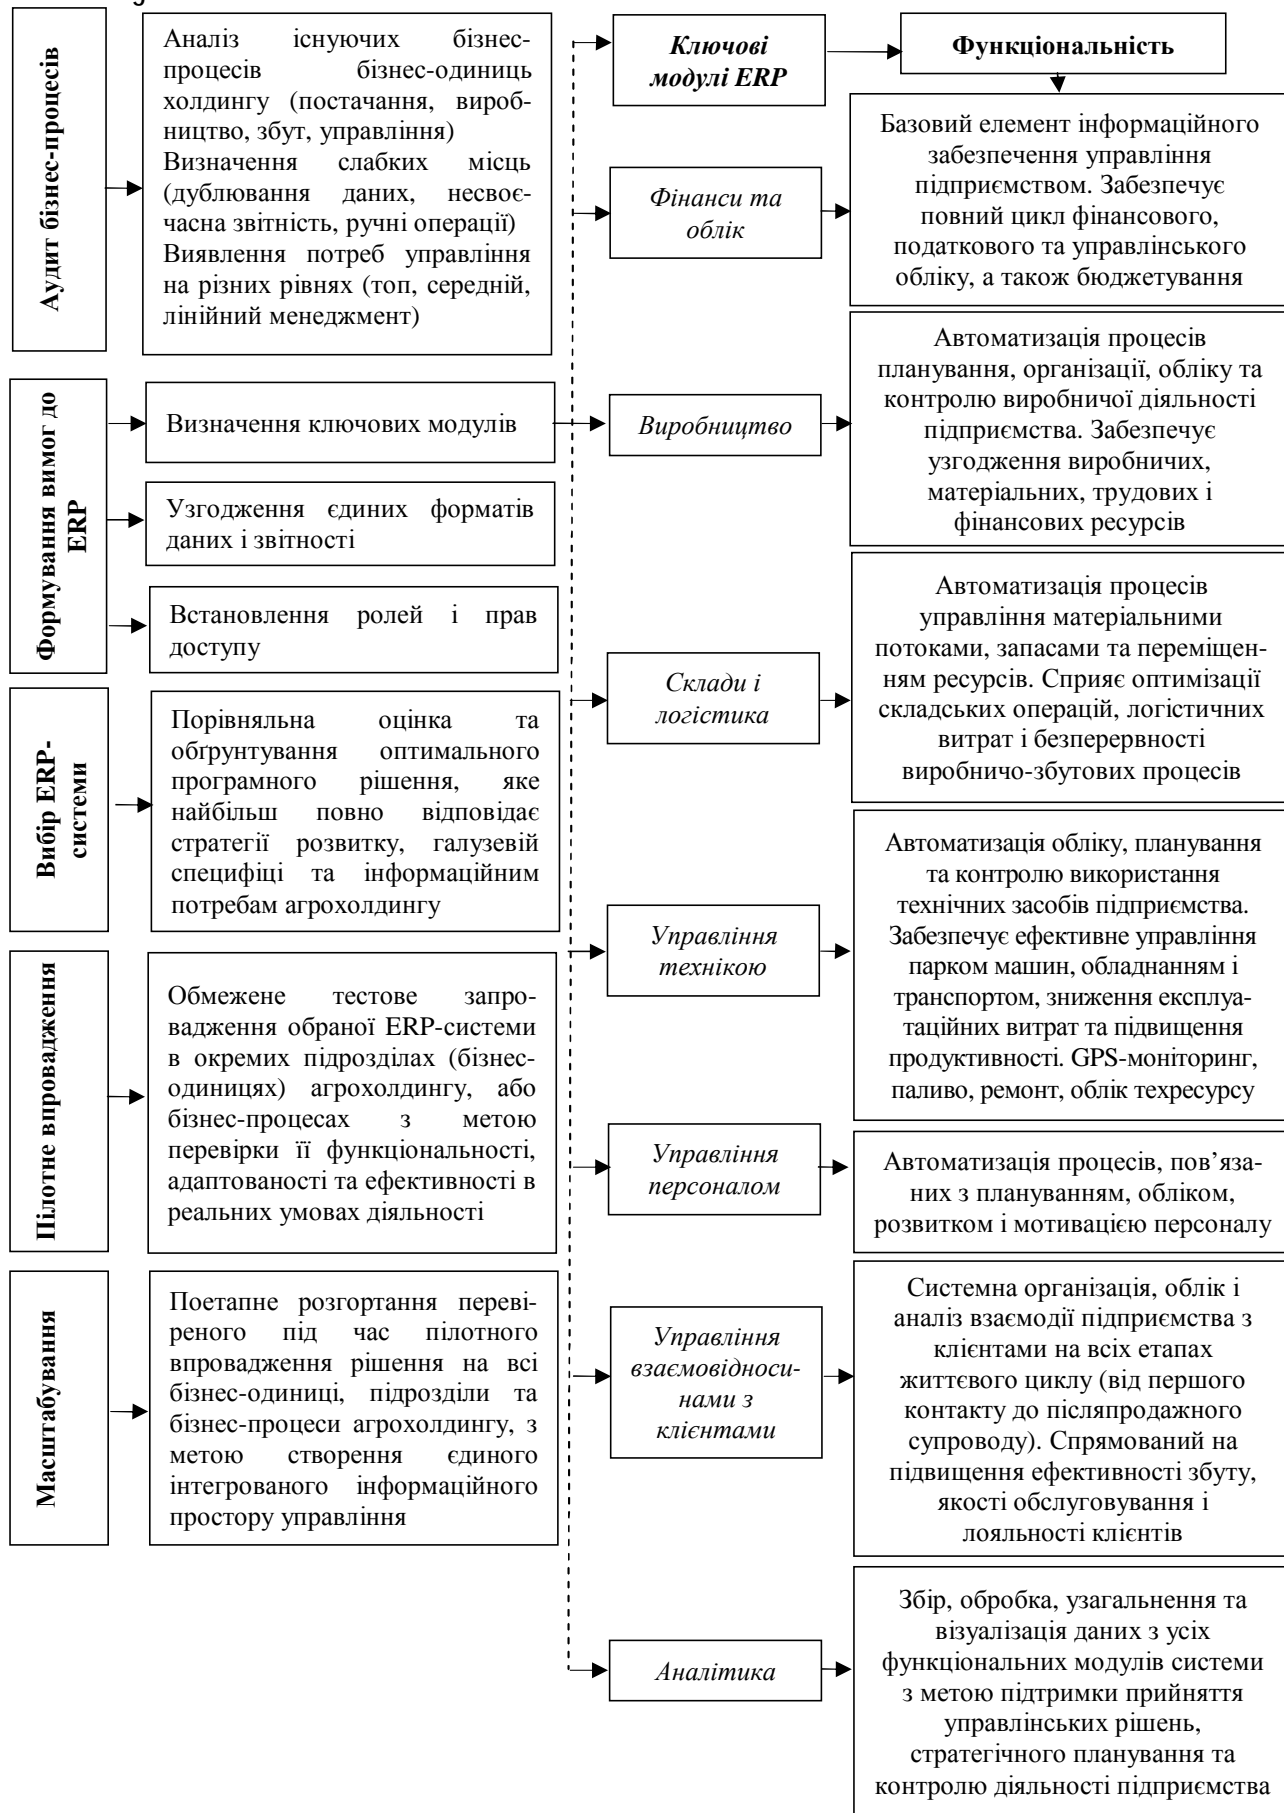 Аудит бізнес-процесів
Аналіз існуючих бізнес-
процесів бізнес-одиниць
холдингу (постачання, вироб-
ництво, збут, управління)
Визначення слабких місць
(дублювання даних, несвоє-
часна звітність, ручні операції)
Виявлення потреб управління
на різних рівнях (топ, середній,
лінійний менеджмент)
Формування вимог до
ERP
Визначення ключових модулів
Узгодження єдиних форматів
даних і звітності
Встановлення ролей і прав
доступу
Вибір ERP-
системи
Порівняльна оцінка та
обґрунтування оптимального
програмного рішення, яке
найбільш повно відповідає
стратегії розвитку, галузевій
специфіці та інформаційним
потребам агрохолдингу
Пілотне впровадження
Обмежене тестове запро-
вадження обраної ERP-системи
в окремих підрозділах (бізнес-
одиницях) агрохолдингу, або
бізнес-процесах з метою
перевірки її функціональності,
адаптованості та ефективності в
реальних умовах діяльності
Масштабування
Поетапне розгортання переві-
реного під час пілотного
впровадження рішення на всі
бізнес-одиниці, підрозділи та
бізнес-процеси агрохолдингу, з
метою створення єдиного
інтегрованого інформаційного
простору управління
Ключові
модулі ERP
Функціональність
Фінанси та
облік
Базовий елемент інформаційного
забезпечення управління
підприємством. Забезпечує
повний цикл фінансового,
податкового та управлінського
обліку, а також бюджетування
Виробництво
Автоматизація процесів
планування, організації, обліку та
контролю виробничої діяльності
підприємства. Забезпечує
узгодження виробничих,
матеріальних, трудових і
фінансових ресурсів
Склади і
логістика
Автоматизація процесів
управління матеріальними
потоками, запасами та переміщен-
ням ресурсів. Сприяє оптимізації
складських операцій, логістичних
витрат і безперервності
виробничо-збутових процесів
Управління
технікою
Автоматизація обліку, планування
та контролю використання
технічних засобів підприємства.
Забезпечує ефективне управління
парком машин, обладнанням і
транспортом, зниження експлуа-
таційних витрат та підвищення
продуктивності. GPS-моніторинг,
паливо, ремонт, облік техресурсу
Управління
персоналом
Автоматизація процесів, пов’яза-
них з плануванням, обліком,
розвитком і мотивацією персоналу
Управління
взаємовідноси-
нами з
клієнтами
Системна організація, облік і
аналіз взаємодії підприємства з
клієнтами на всіх етапах
життєвого циклу (від першого
контакту до післяпродажного
супроводу). Спрямований на
підвищення ефективності збуту,
якості обслуговування і
лояльності клієнтів
Аналітика
Збір, обробка, узагальнення та
візуалізація даних з усіх
функціональних модулів системи
з метою підтримки прийняття
управлінських рішень,
стратегічного планування та
контролю діяльності підприємства